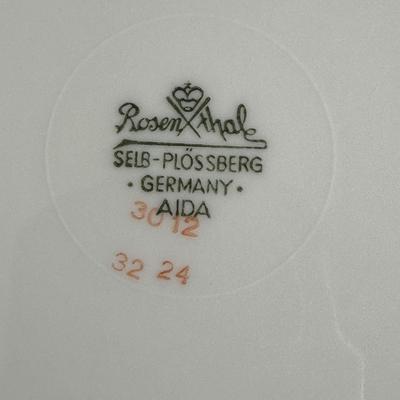 Rosenthal
SELB-PLÖSSBERG
· GERMANY ·
AIDA
3012
32 24